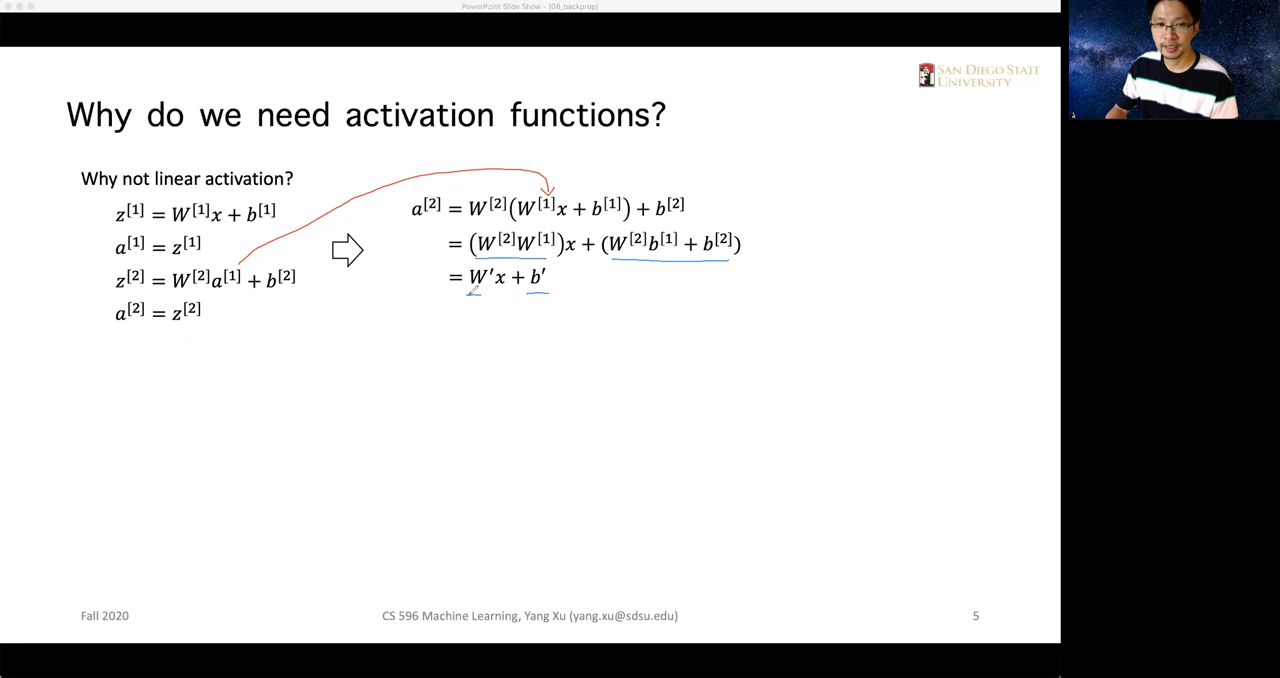 PowerPoint Slide Show - [G6_backprop]
SAN DIEGO STATE
UNIVERSITY
Why do we need activation functions?
Why not linear activation?
z^[1] = W^[1]x + b^[1]
a^[1] = z^[1]
z^[2] = W^[2]a^[1] + b^[2]
a^[2] = z^[2]
a^[2] = W^[2](W^[1]x + b^[1]) + b^[2]
= (W^[2]W^[1])x + (W^[2]b^[1] + b^[2])
= W′x + b′
Fall 2020
CS 596 Machine Learning, Yang Xu (yang.xu@sdsu.edu)
5